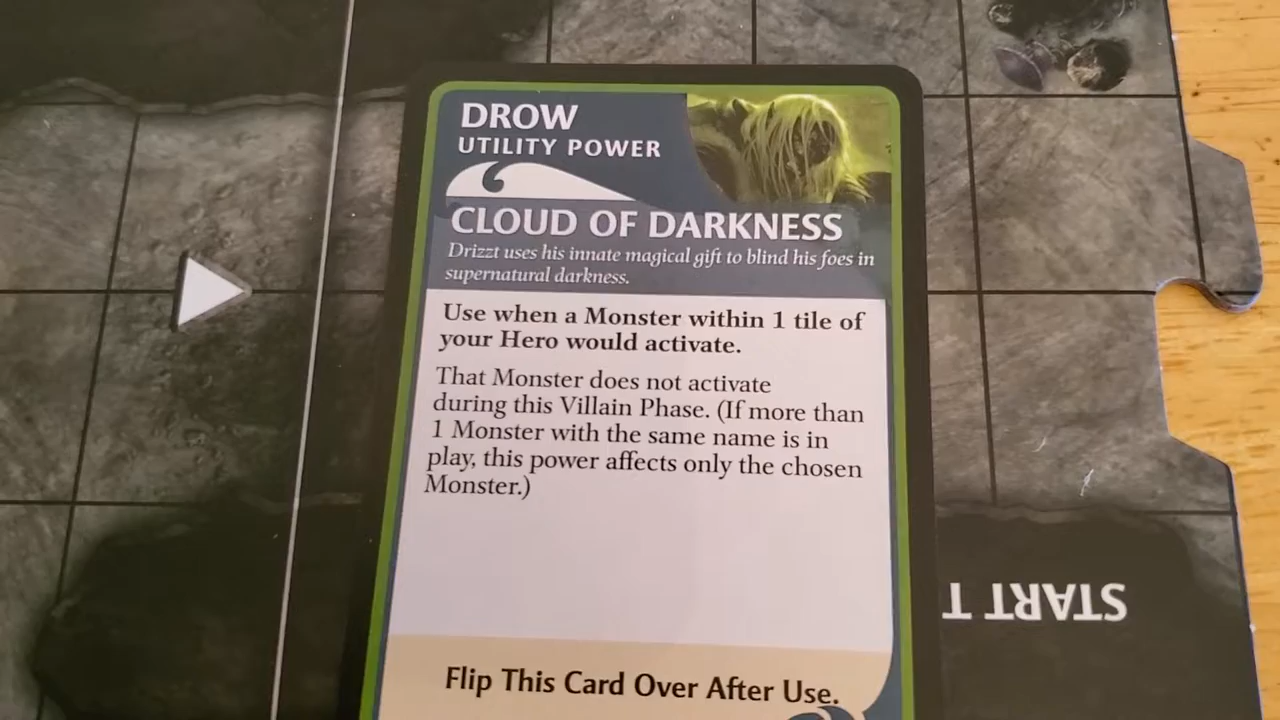 DROW
UTILITY POWER
CLOUD OF DARKNESS
Drizzt uses his innate magical gift to blind his foes in
supernatural darkness.
Use when a Monster within 1 tile of
your Hero would activate.
That Monster does not activate
during this Villain Phase. (If more than
1 Monster with the same name is in
play, this power affects only the chosen
Monster.)
Flip This Card Over After Use.
START T